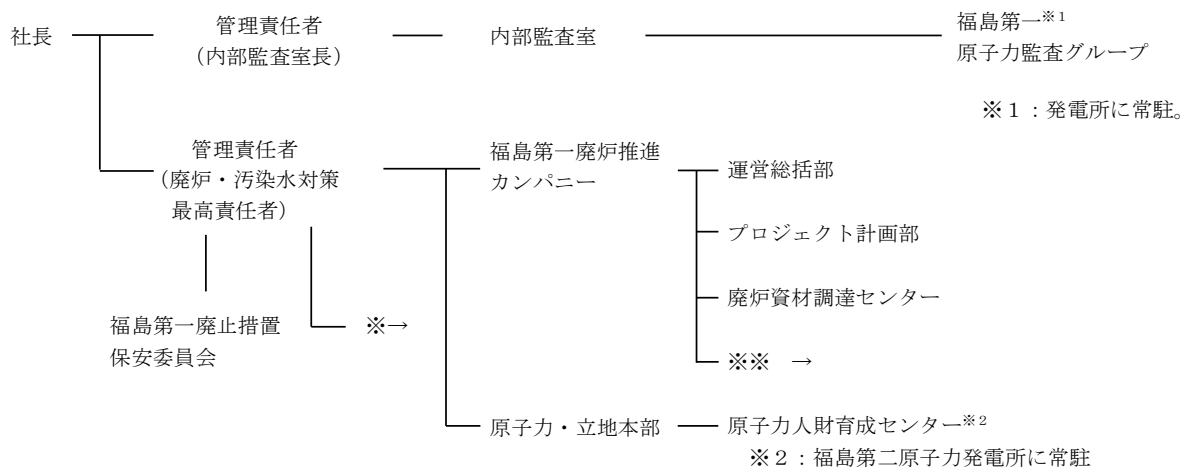 社長
管理責任者
（内部監査室長）
内部監査室
福島第一※1
原子力監査グループ
※１：発電所に常駐。
管理責任者
（廃炉・汚染水対策
最高責任者）
福島第一廃炉推進
カンパニー
運営総括部
プロジェクト計画部
廃炉資材調達センター
※※　→
福島第一廃止措置
保安委員会
※→
原子力・立地本部
原子力人財育成センター※2
※２：福島第二原子力発電所に常駐